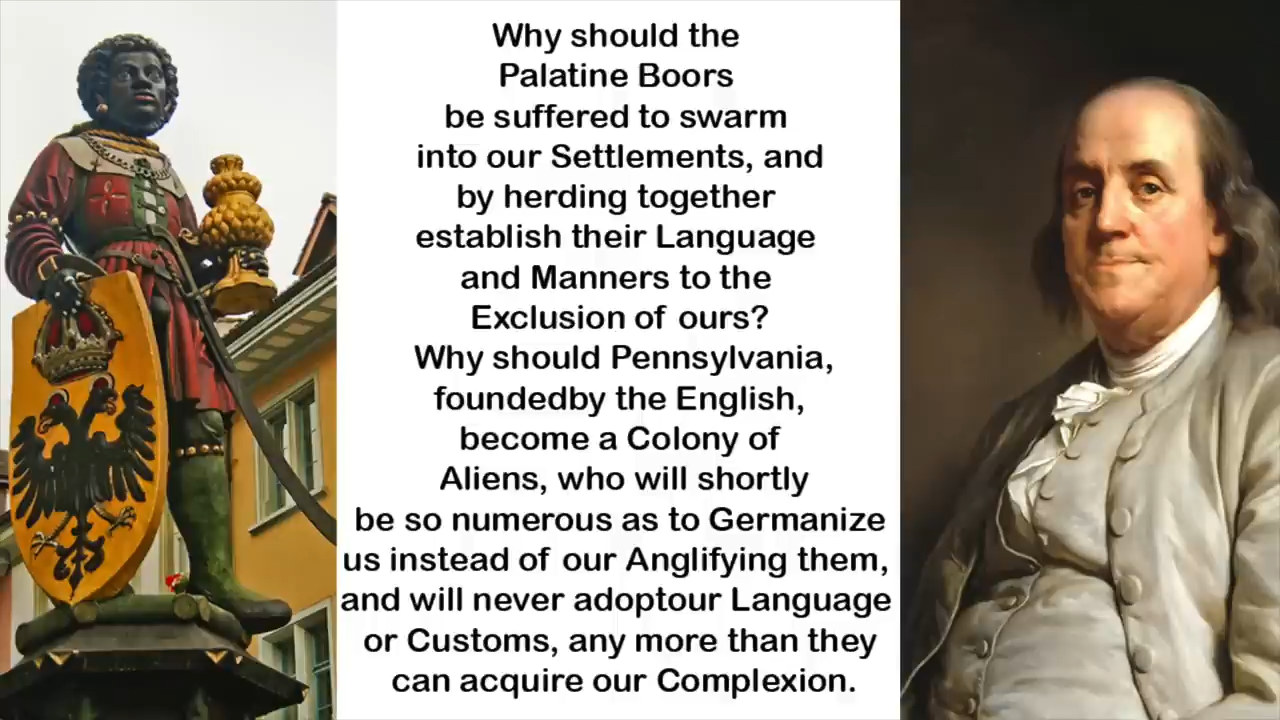 Why should the
Palatine Boors
be suffered to swarm
into our Settlements, and
by herding together
establish their Language
and Manners to the
Exclusion of ours?
Why should Pennsylvania,
foundedby the English,
become a Colony of
Aliens, who will shortly
be so numerous as to Germanize
us instead of our Anglifying them,
and will never adoptour Language
or Customs, any more than they
can acquire our Complexion.